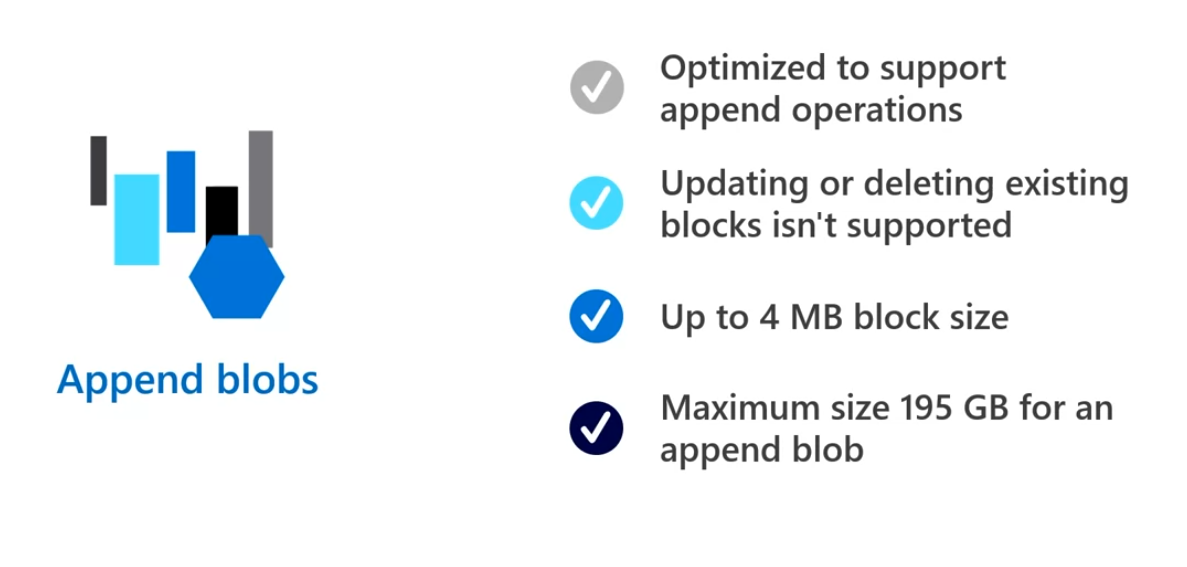 Optimized to support
append operations
Updating or deleting existing
blocks isn't supported
Up to 4 MB block size
Append blobs
Maximum size 195 GB for an
append blob